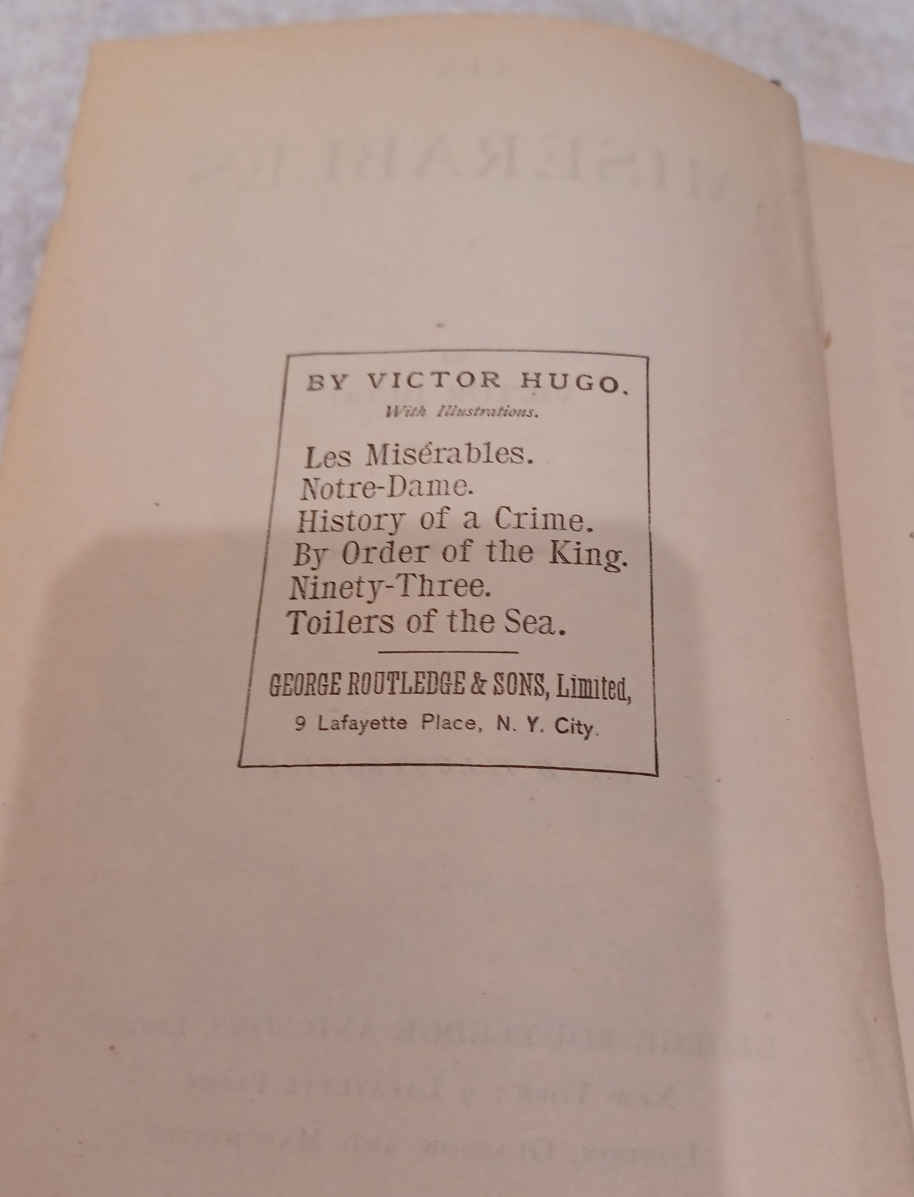 BY VICTOR HUGO.
With Illustrations.
Les Misérables.
Notre-Dame.
History of a Crime.
By Order of the King.
Ninety-Three.
Toilers of the Sea.
GEORGE ROUTLEDGE & SONS, Limited,
9 Lafayette Place, N. Y. City.